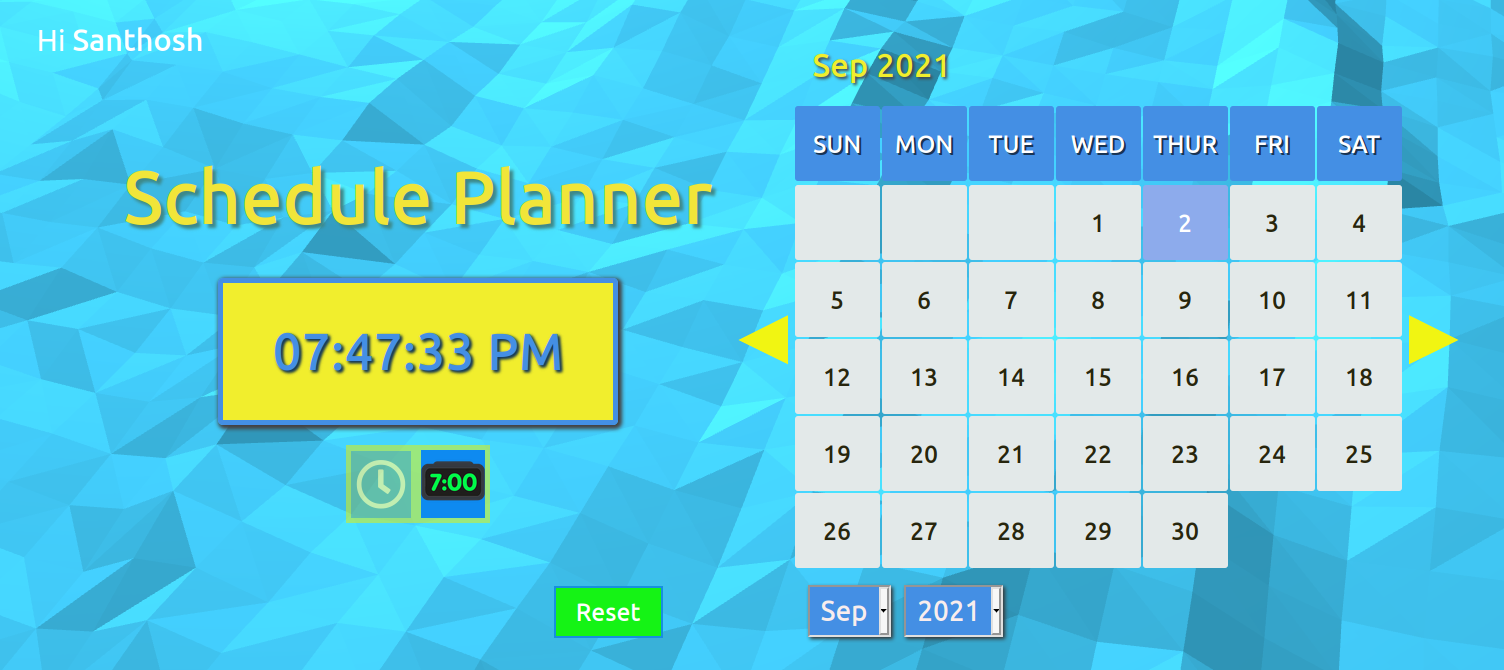 Hi Santhosh
Schedule Planner
07:47:33 PM
7:00
Reset
Sep 2021
SUN MON TUE WED THUR FRI SAT
1 2 3 4
5 6 7 8 9 10 11
12 13 14 15 16 17 18
19 20 21 22 23 24 25
26 27 28 29 30
Sep 2021